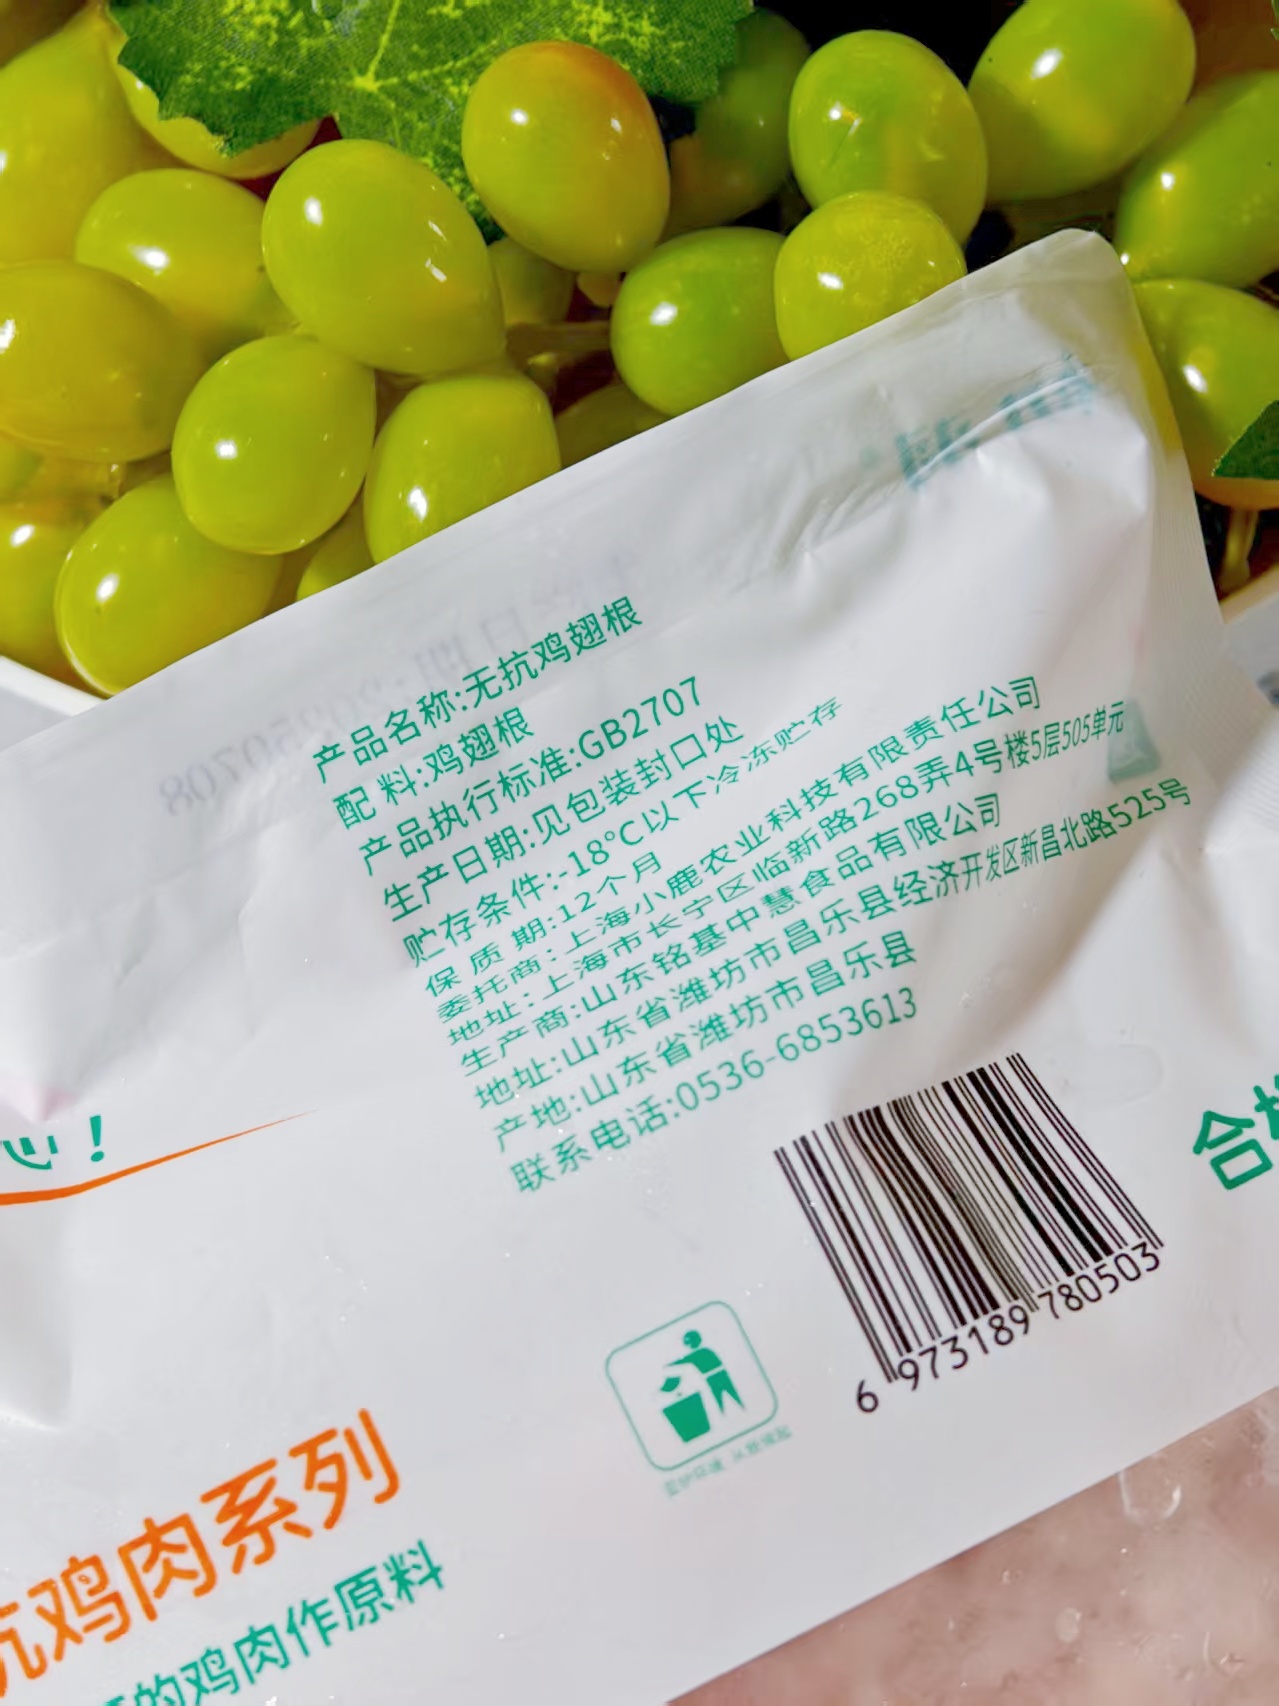 产品名称:无抗鸡翅根
配 料:鸡翅根
产品执行标准:GB2707
生产日期:见包装封口处
贮存条件:-18℃以下冷冻贮存
保 质 期:12个月
委托商:上海小鹿农业科技有限责任公司
地址:上海市长宁区临新路268弄4号楼5层505单元
生产商:山东铭基中慧食品有限公司
地址:山东省潍坊市昌乐县经济开发区新昌北路525号
产地:山东省潍坊市昌乐县
联系电话:0536-6853613
心！
合
6 973189 780503
抗鸡肉系列
的鸡肉作原料